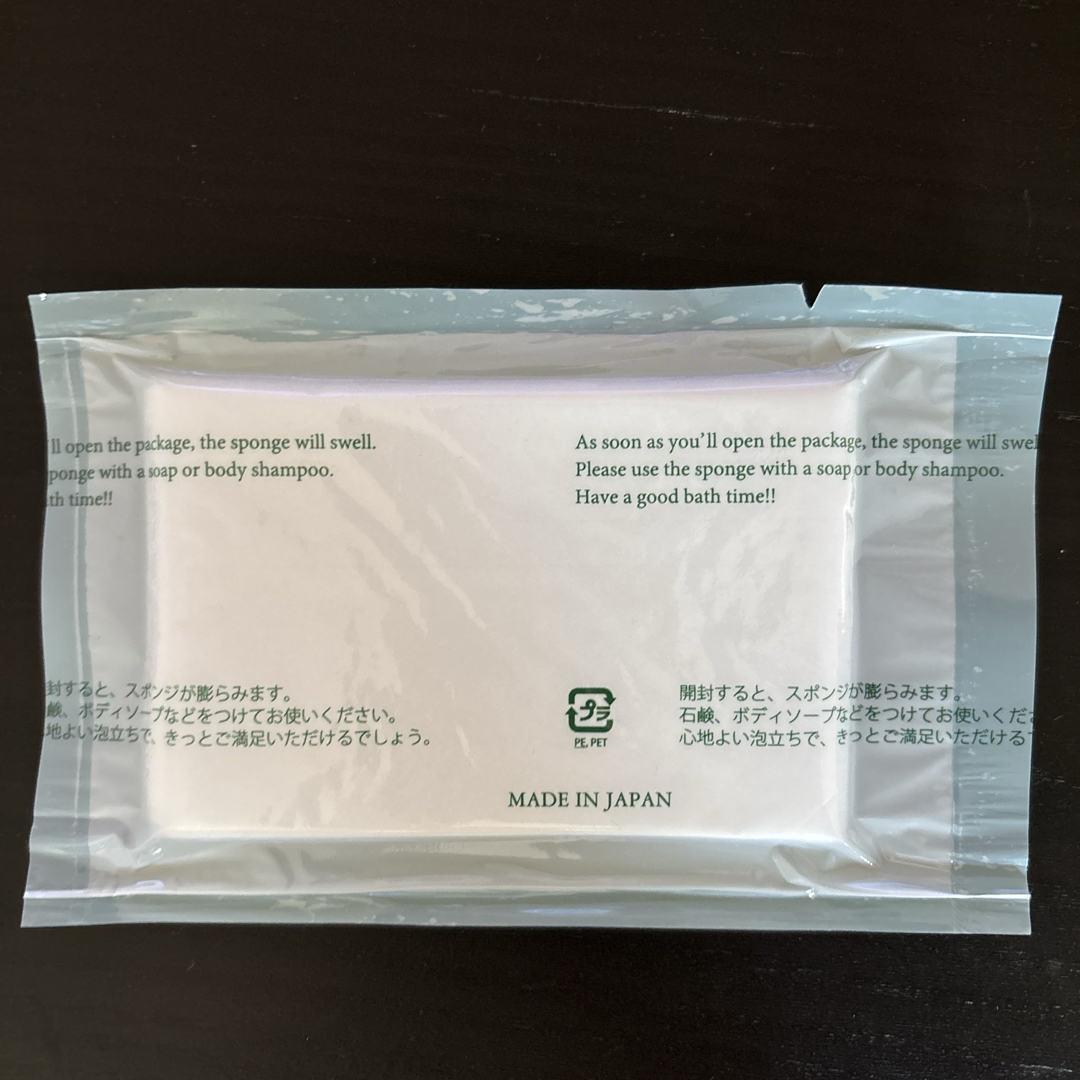 'll open the package, the sponge will swell.
ponge with a soap or body shampoo.
th time!!
As soon as you'll open the package, the sponge will swel
Please use the sponge with a soap or body shampoo.
Have a good bath time!!
封すると、スポンジが膨らみます。
鹸、ボディソープなどをつけてお使いください。
地よい泡立ちで、きっとご満足いただけるでしょう。
プラ
PE, PET
開封すると、スポンジが膨らみます。
石鹸、ボディソープなどをつけてお使いくださ
心地よい泡立ちで、きっとご満足いただける
MADE IN JAPAN